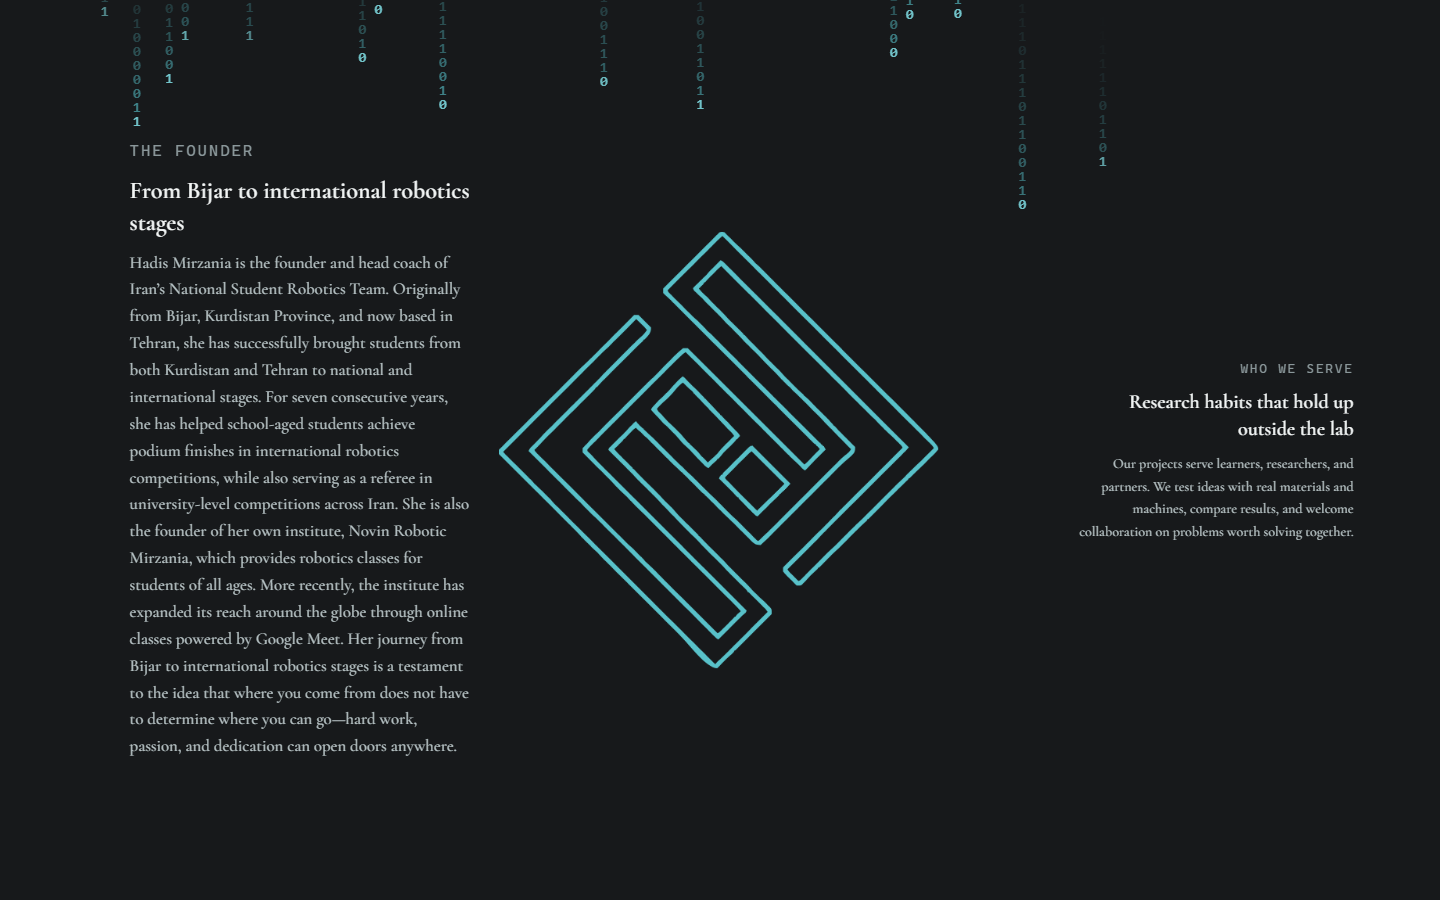 THE FOUNDER
From Bijar to international robotics
stages
Hadis Mirzania is the founder and head coach of
Iran’s National Student Robotics Team. Originally
from Bijar, Kurdistan Province, and now based in
Tehran, she has successfully brought students from
both Kurdistan and Tehran to national and
international stages. For seven consecutive years,
she has helped school-aged students achieve
podium finishes in international robotics
competitions, while also serving as a referee in
university-level competitions across Iran. She is also
the founder of her own institute, Novin Robotic
Mirzania, which provides robotics classes for
students of all ages. More recently, the institute has
expanded its reach around the globe through online
classes powered by Google Meet. Her journey from
Bijar to international robotics stages is a testament
to the idea that where you come from does not have
to determine where you can go—hard work,
passion, and dedication can open doors anywhere.
WHO WE SERVE
Research habits that hold up
outside the lab
Our projects serve learners, researchers, and
partners. We test ideas with real materials and
machines, compare results, and welcome
collaboration on problems worth solving together.